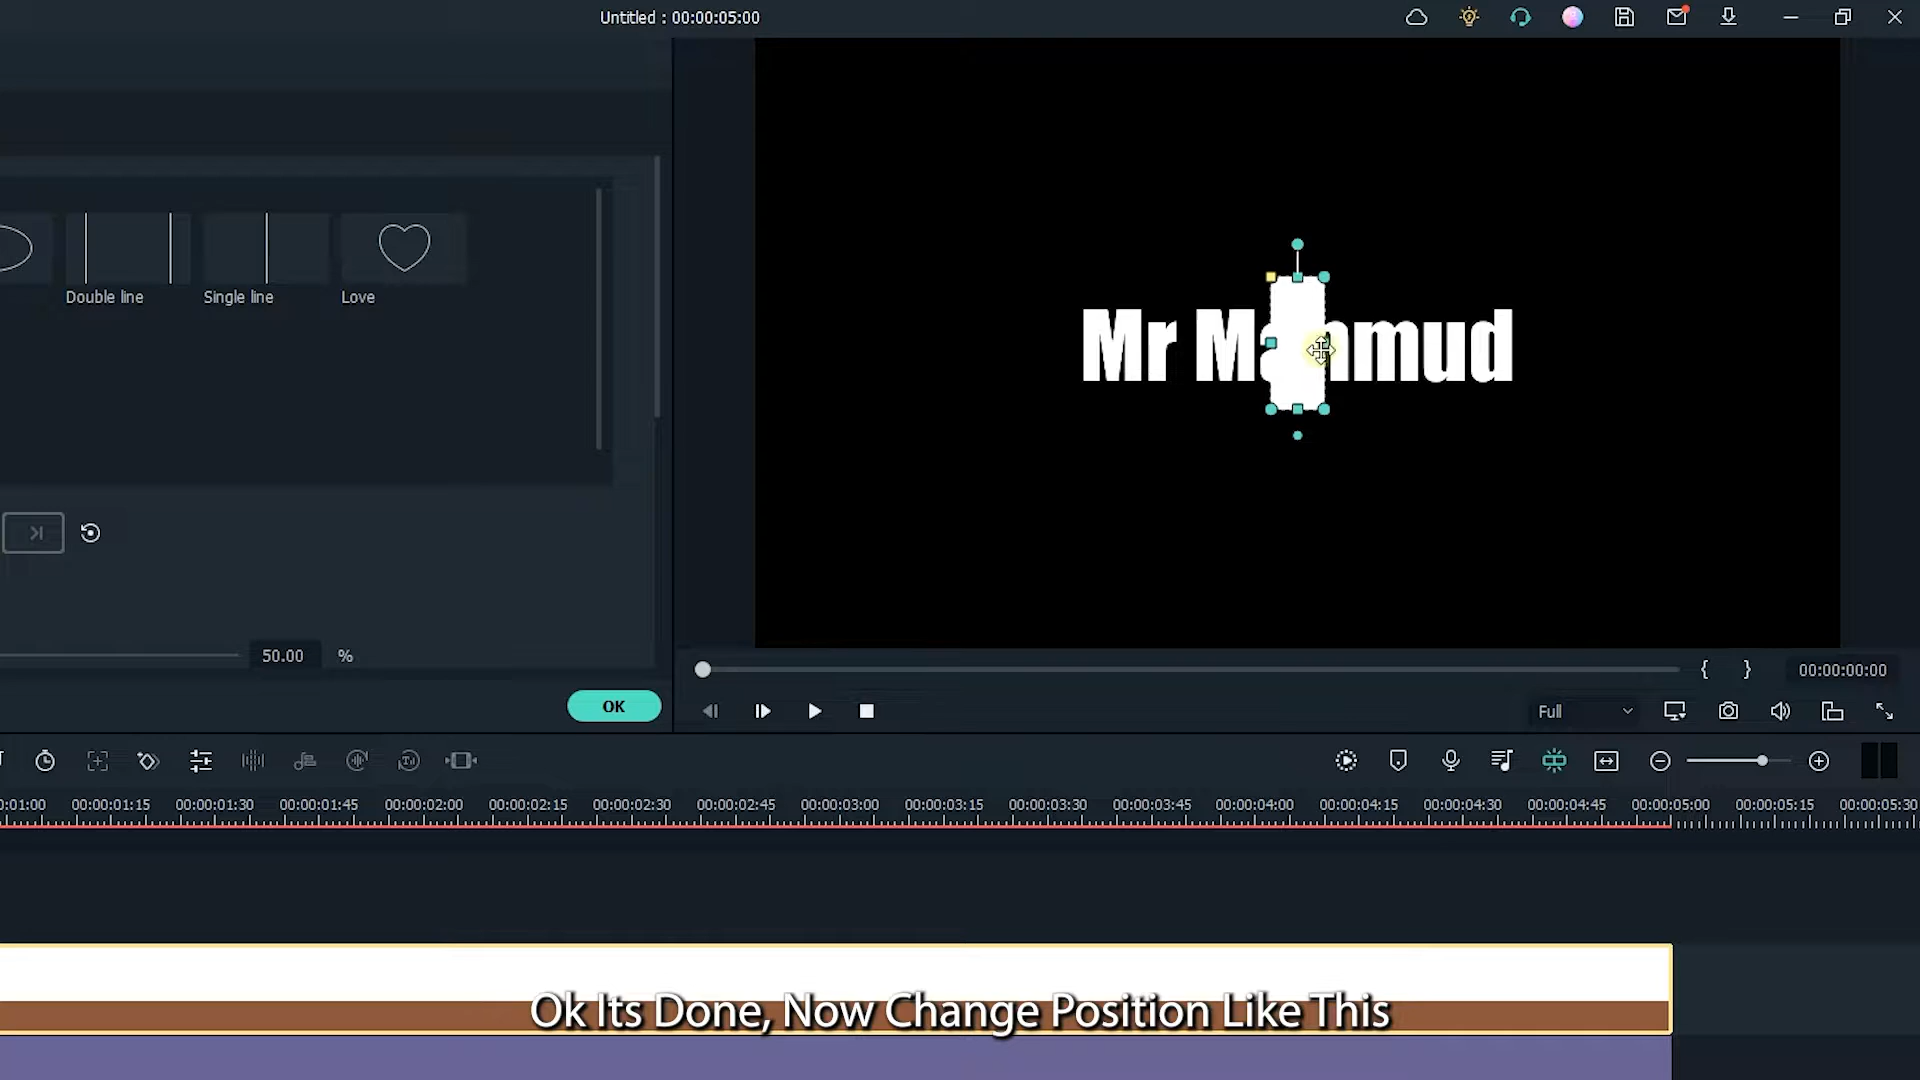 Untitled : 00:00:05:00
Double line
Single line
Love
Mr Mahmud
50.00 %
OK
{ } 00:00:00:00
Full
0:01:00 00:00:01:15 00:00:01:30 00:00:01:45 00:00:02:00 00:00:02:15 00:00:02:30 00:00:02:45 00:00:03:00 00:00:03:15 00:00:03:30 00:00:03:45 00:00:04:00 00:00:04:15 00:00:04:30 00:00:04:45 00:00:05:00 00:00:05:15 00:00:05:30
Ok Its Done, Now Change Position Like This